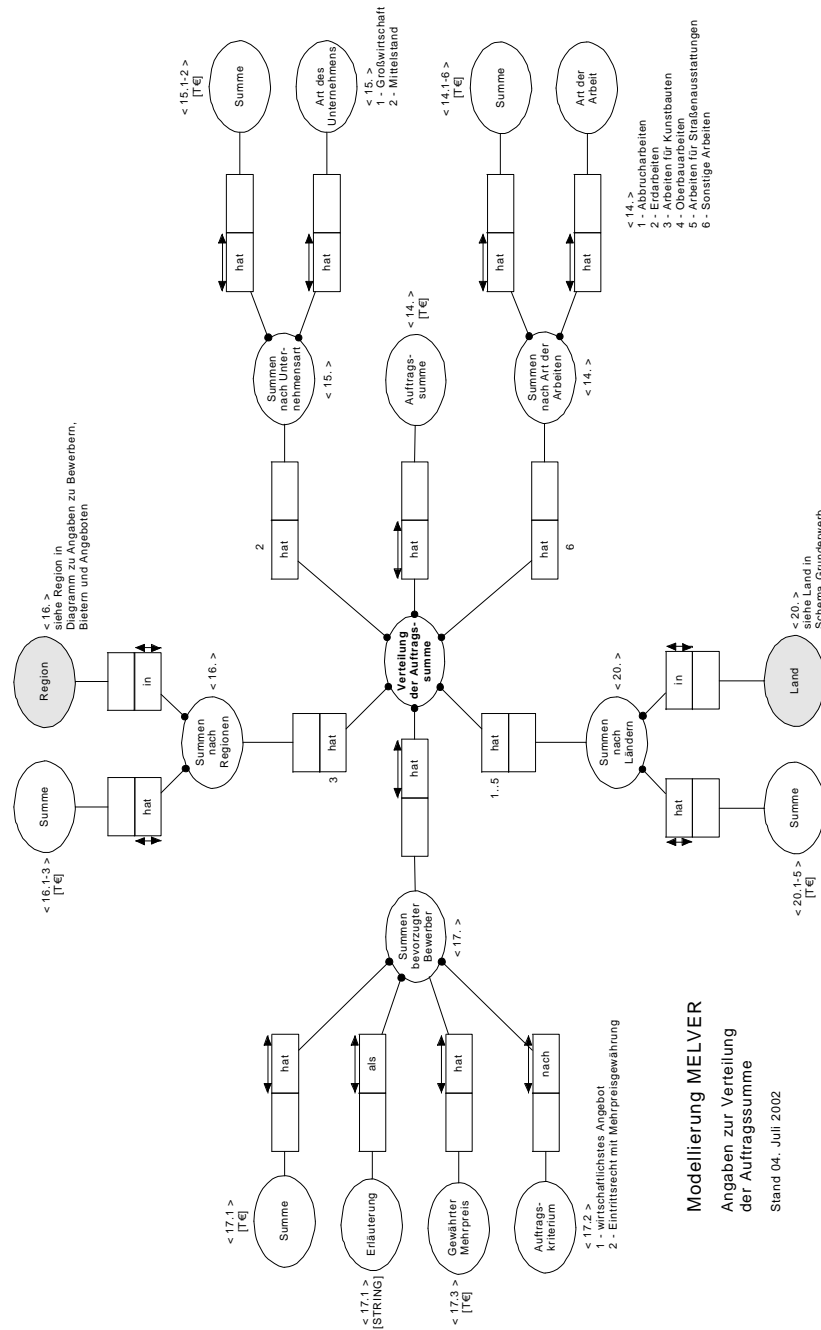 < 16.1-3 >
[T€]
Summe
hat
Region
in
< 16. >
siehe Region in
Diagramm zu Angaben zu Bewerbern,
Bietern und Angeboten
Summen
nach
Regionen
< 16. >
hat
3
< 15.1-2 >
[T€]
Summe
hat
Art des
Unternehmens
< 15. >
1 - Großwirtschaft
2 - Mittelstand
hat
Summen
nach Unter-
nehmensart
< 15. >
hat
2
< 17.1 >
[T€]
Summe
hat
< 17.1 >
[STRING]
Erläuterung
als
< 17.3 >
[T€]
Gewährter
Mehrpreis
hat
Auftrags-
kriterium
nach
< 17.2 >
1 - wirtschaftlichstes Angebot
2 - Eintrittsrecht mit Mehrpreisgewährung
Summen
bevorzugter
Bewerber
< 17. >
hat
Verteilung
der Auftrags-
summe
hat
Auftrags-
summe
< 14. >
[T€]
1..5
hat
Summen
nach
Ländern
< 20. >
hat
in
< 20.1-5 >
[T€]
Summe
Land
< 20. >
siehe Land in
Schema Grunderwerb
6
hat
Summen
nach Art der
Arbeiten
< 14. >
hat
< 14.1-6 >
[T€]
Summe
hat
Art der
Arbeit
< 14. >
1 - Abbrucharbeiten
2 - Erdarbeiten
3 - Arbeiten für Kunstbauten
4 - Oberbauarbeiten
5 - Arbeiten für Straßenausstattungen
6 - Sonstige Arbeiten
Modellierung MELVER
Angaben zur Verteilung
der Auftragssumme
Stand 04. Juli 2002